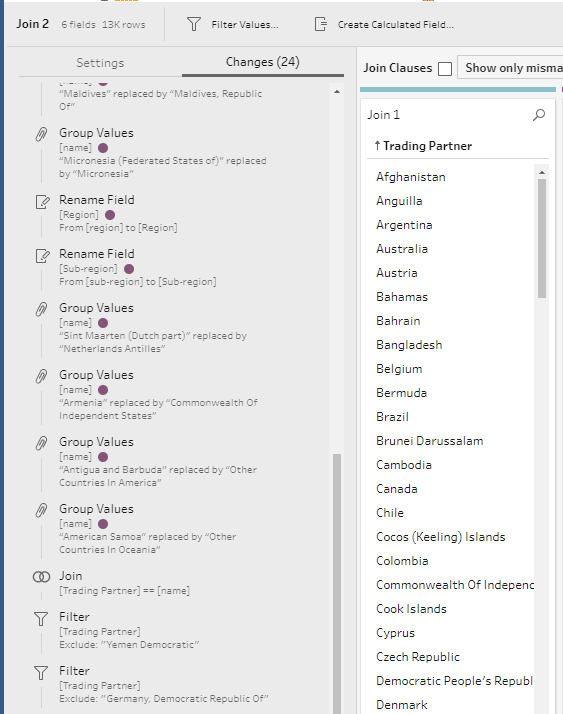 Join 2 6 fields 13K rows Filter Values... Create Calculated Field...
Settings Changes (24)
"Maldives" replaced by "Maldives, Republic
Of"
Group Values
[name]
"Micronesia (Federated States of)" replaced
by "Micronesia"
Rename Field
[Region]
From [region] to [Region]
Rename Field
[Sub-region]
From [sub-region] to [Sub-region]
Group Values
[name]
"Sint Maarten (Dutch part)" replaced by
"Netherlands Antilles"
Group Values
[name]
"Armenia" replaced by "Commonwealth Of
Independent States"
Group Values
[name]
"Antigua and Barbuda" replaced by "Other
Countries In America"
Group Values
[name]
"American Samoa" replaced by "Other
Countries In Oceania"
Join
[Trading Partner] == [name]
Filter
[Trading Partner]
Exclude: "Yemen Democratic"
Filter
[Trading Partner]
Exclude: "Germany, Democratic Republic Of"
Join Clauses Show only misma
Join 1
Trading Partner
Afghanistan
Anguilla
Argentina
Australia
Austria
Bahamas
Bahrain
Bangladesh
Belgium
Bermuda
Brazil
Brunei Darussalam
Cambodia
Canada
Chile
Cocos (Keeling) Islands
Colombia
Commonwealth Of Independ
Cook Islands
Cyprus
Czech Republic
Democratic People's Republ
Denmark